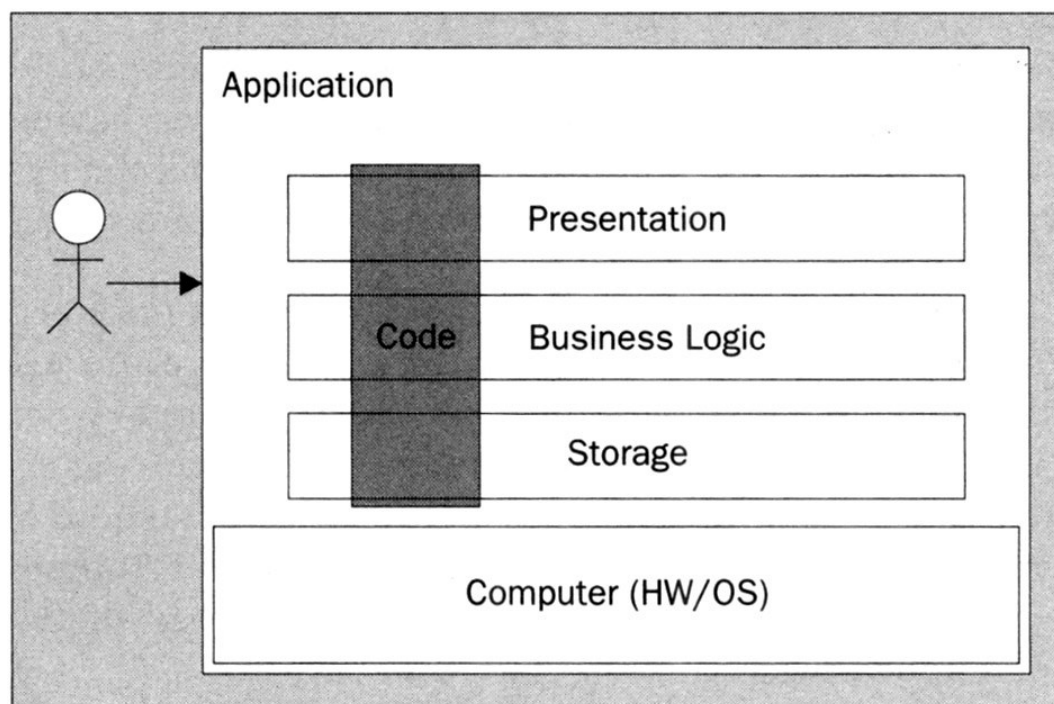 Application
Presentation
Code
Business Logic
Storage
Computer (HW/OS)